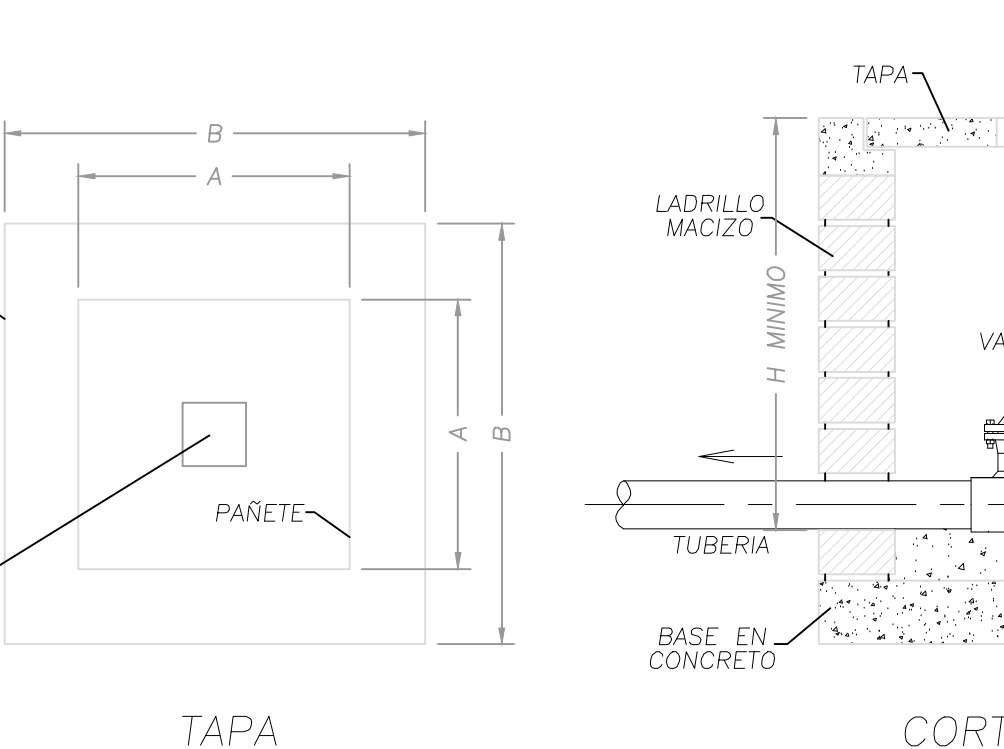 B
A
A
B
PAÑETE
TAPA
TAPA
LADRILLO
MACIZO
H MINIMO
TUBERIA
BASE EN
CONCRETO